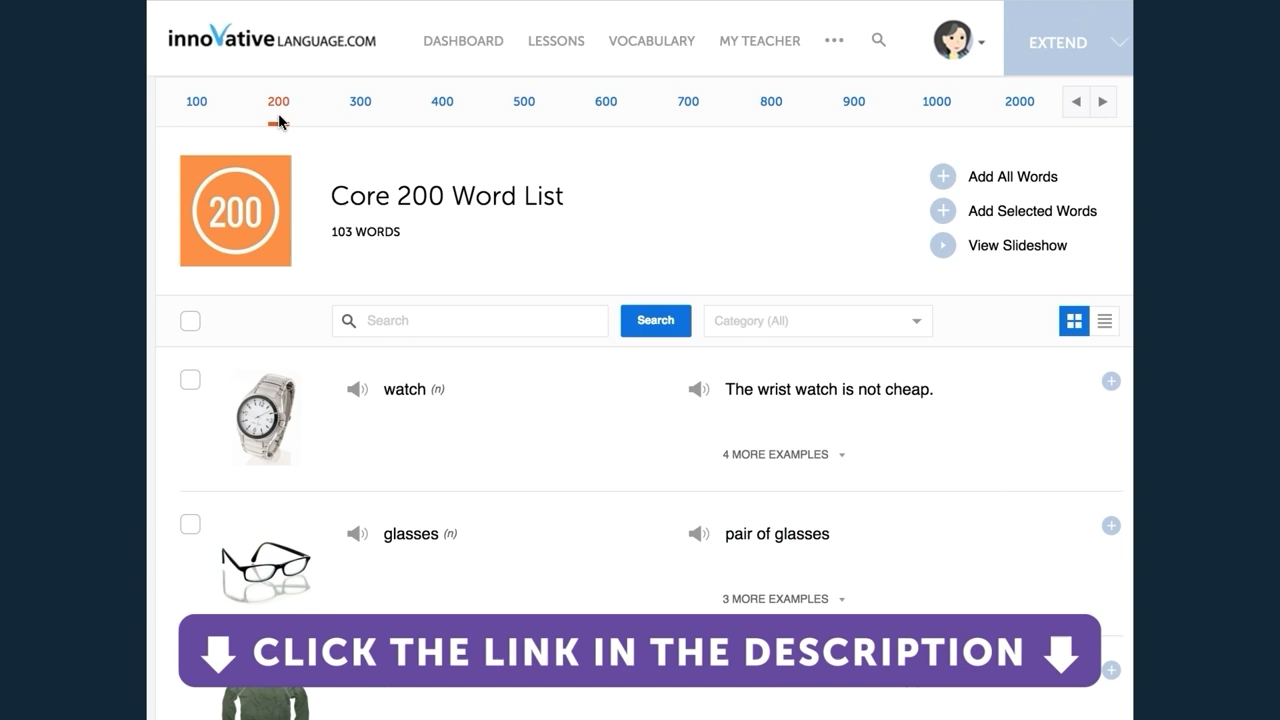 innoVative LANGUAGE.COM
DASHBOARD LESSONS VOCABULARY MY TEACHER
EXTEND
100 200 300 400 500 600 700 800 900 1000 2000
200
Core 200 Word List
103 WORDS
Add All Words
Add Selected Words
View Slideshow
Search Search Category (All)
watch (n) The wrist watch is not cheap.
4 MORE EXAMPLES
glasses (n) pair of glasses
3 MORE EXAMPLES
CLICK THE LINK IN THE DESCRIPTION